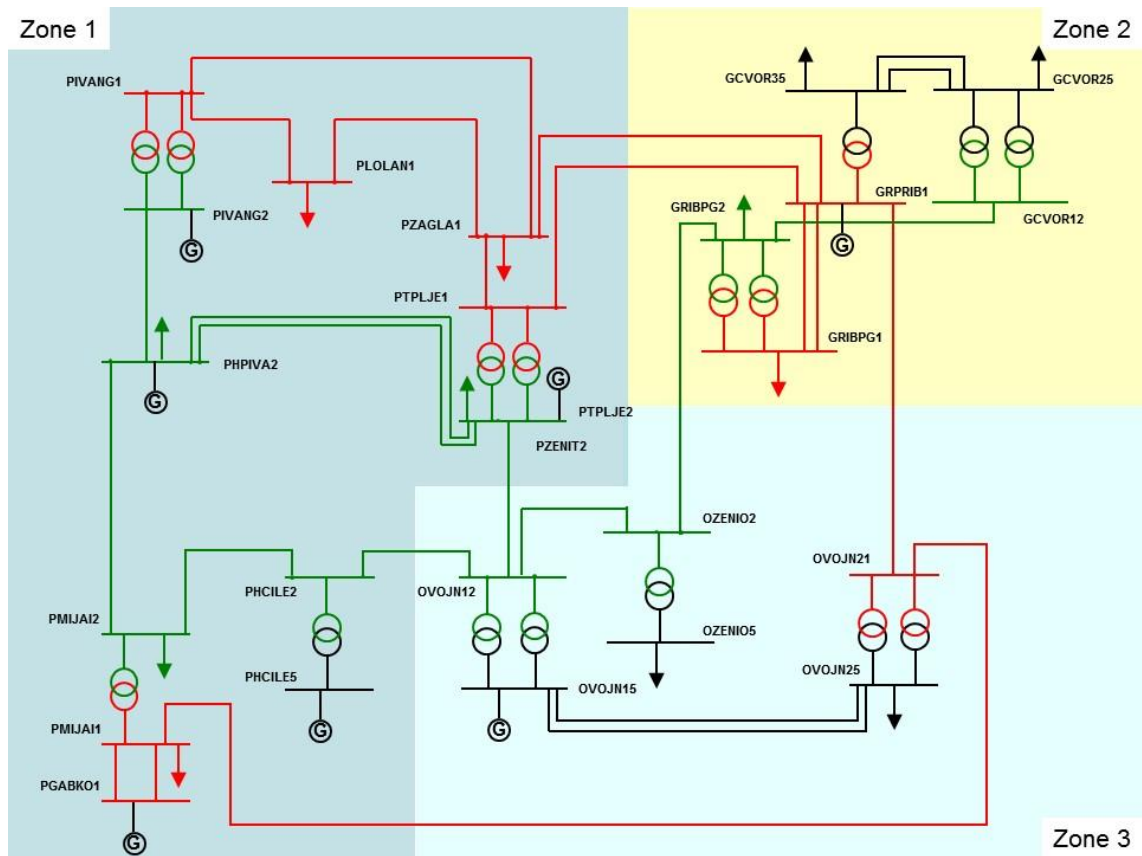 Zone 1
Zone 2
GCVOR35
GCVOR25
PIVANG1
PLOLAN1
GRPRIB1
GRIBPG2
GCVOR12
PIVANG2
G
PZAGLA1
G
PTPLJE1
GRIBPG1
PHPIVA2
G
G
PTPLJE2
PZENIT2
OZENIO2
OVOJN21
PHCILE2
OVOJN12
PMIJAI2
OZENIO5
OVOJN25
PHCILE5
OVOJN15
G
G
PMIJAI1
PGABKO1
G
Zone 3